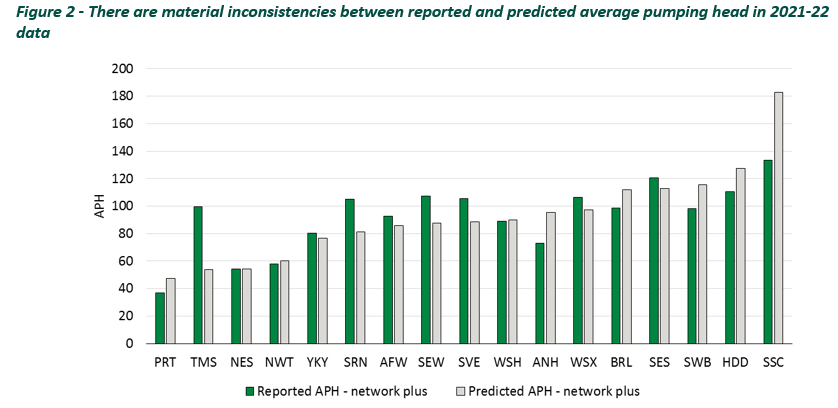 Figure 2 - There are material inconsistencies between reported and predicted average pumping head in 2021-22
data
200
180
160
140
120
100
80
60
40
20
0
APH
PRT TMS NES NWT YKY SRN AFW SEW SVE WSH ANH WSX BRL SES SWB HDD SSC
Reported APH - network plus Predicted APH - network plus